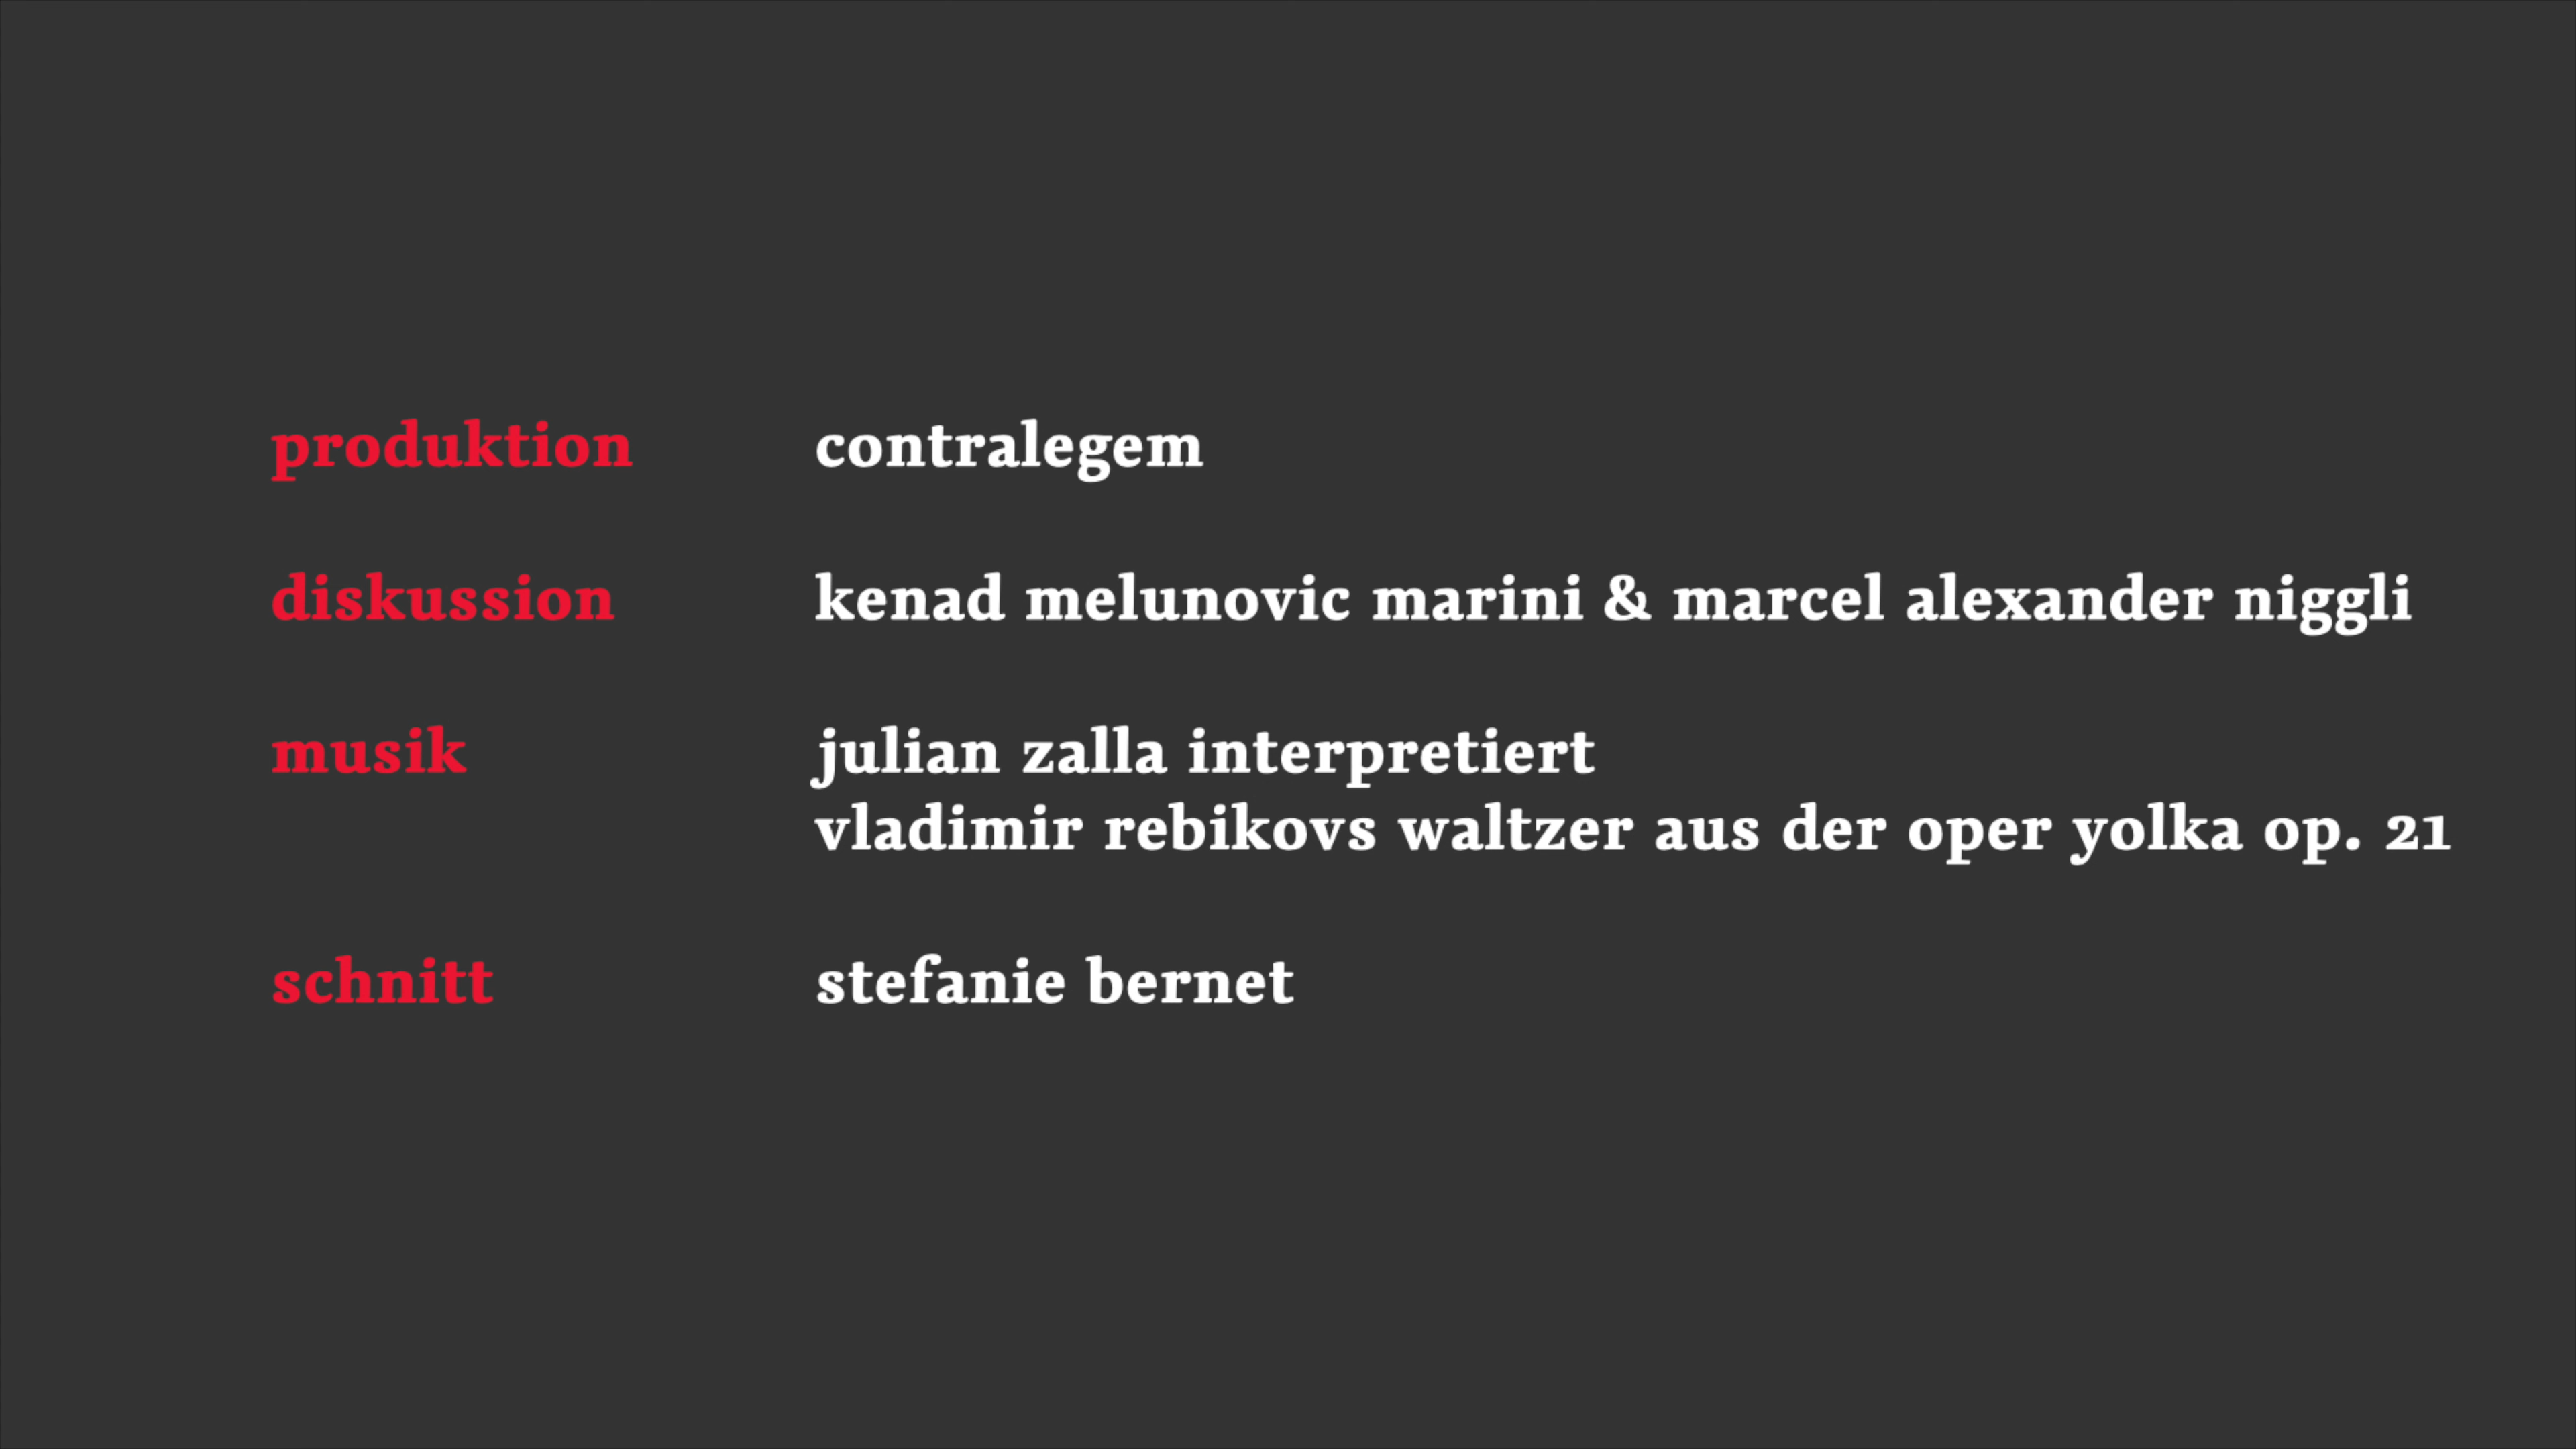 produktion contralegem
diskussion kenad melunovic marini & marcel alexander niggli
musik julian zalla interpretiert
vladimir rebikovs waltzer aus der oper yolka op. 21
schnitt stefanie bernet